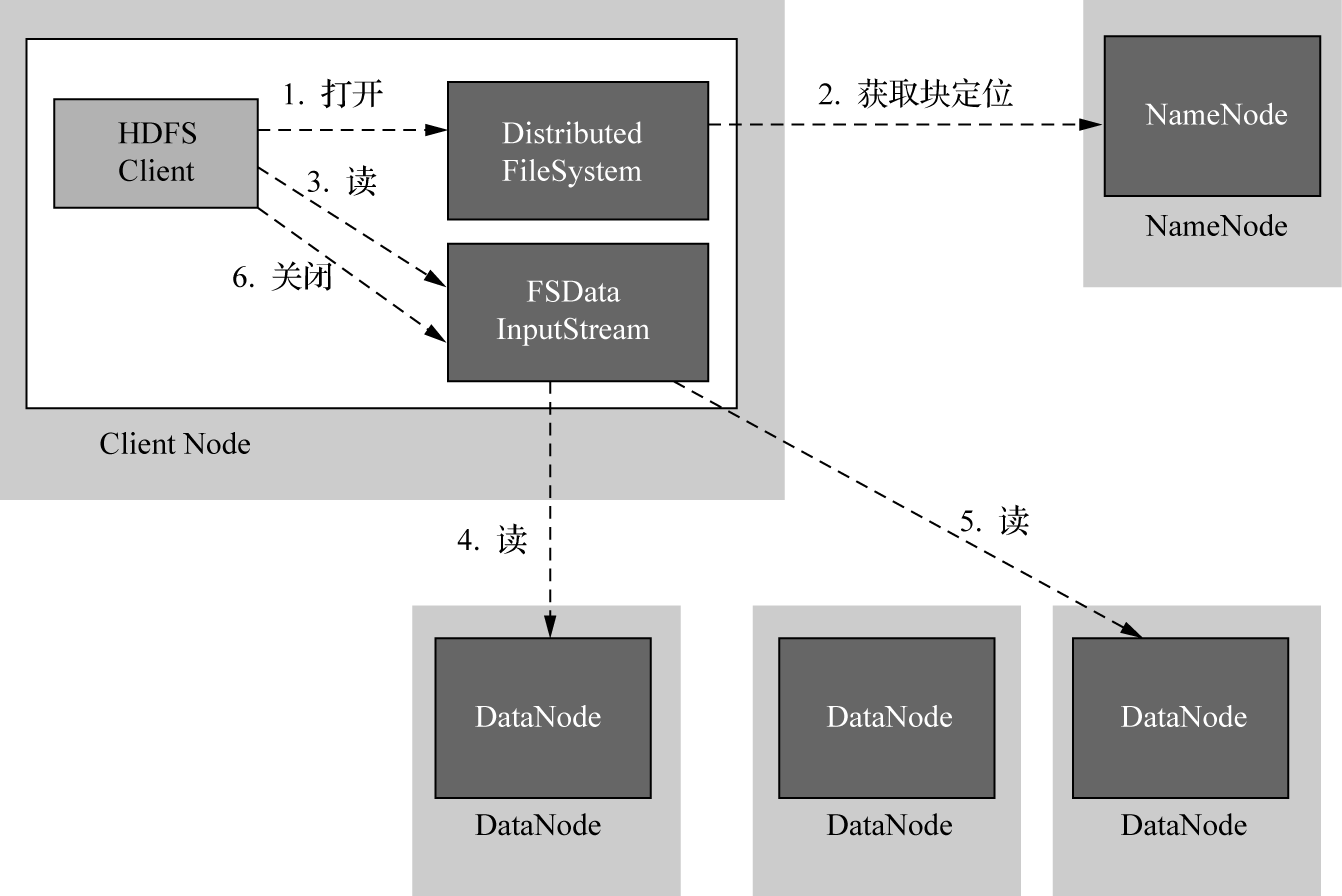 1. 打开
2. 获取块定位
HDFS
Client
Distributed
FileSystem
NameNode
NameNode
3. 读
6. 关闭
FSData
InputStream
Client Node
4. 读
5. 读
DataNode
DataNode
DataNode
DataNode
DataNode
DataNode